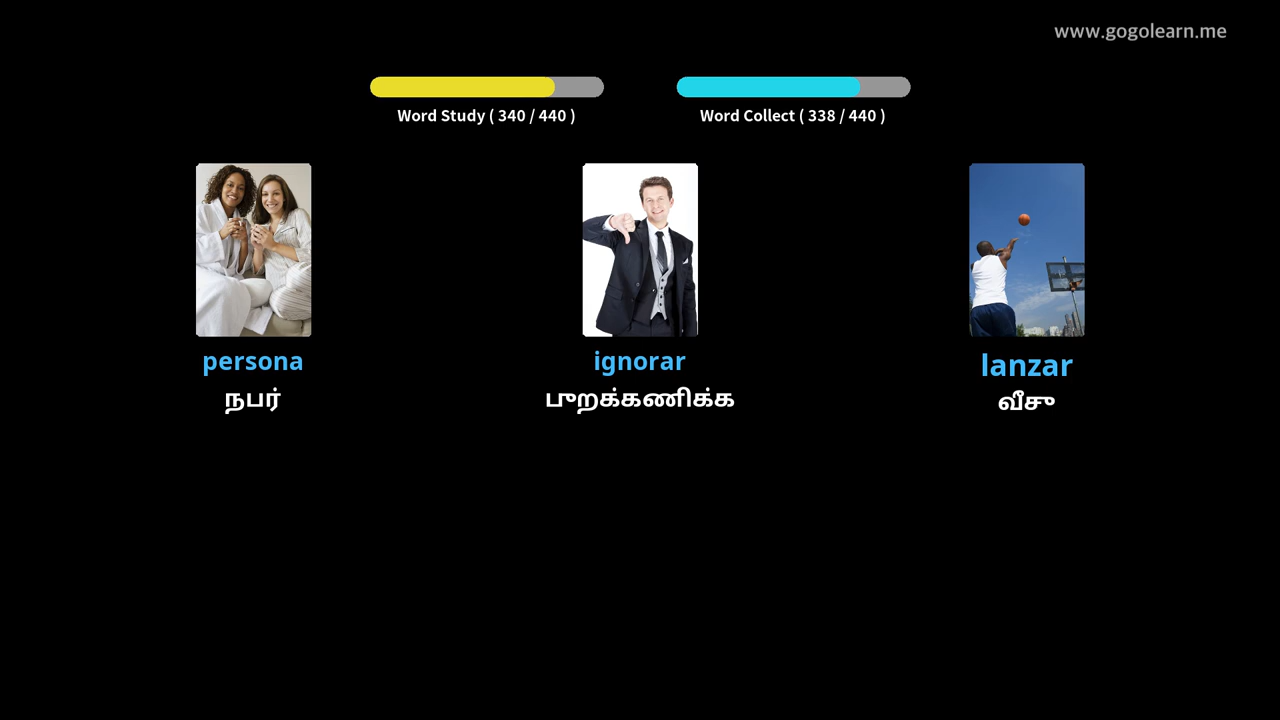 www.gogolearn.me
Word Study ( 340 / 440 )
Word Collect ( 338 / 440 )
persona
நபர்
ignorar
புறக்கணிக்க
lanzar
வீசு